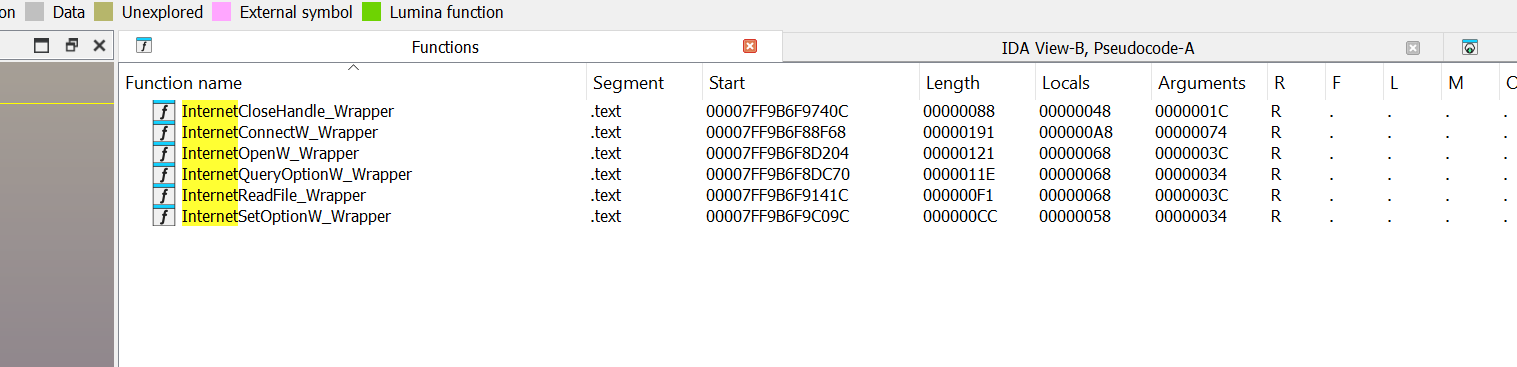 on Data Unexplored External symbol Lumina function
Functions IDA View-B, Pseudocode-A
Function name Segment Start Length Locals Arguments R F L M O
f InternetCloseHandle_Wrapper .text 00007FF9B6F9740C 00000088 00000048 0000001C R . . . .
f InternetConnectW_Wrapper .text 00007FF9B6F88F68 00000191 000000A8 00000074 R . . . .
f InternetOpenW_Wrapper .text 00007FF9B6F8D204 00000121 00000068 0000003C R . . . .
f InternetQueryOptionW_Wrapper .text 00007FF9B6F8DC70 0000011E 00000068 00000034 R . . . .
f InternetReadFile_Wrapper .text 00007FF9B6F9141C 000000F1 00000068 0000003C R . . . .
f InternetSetOptionW_Wrapper .text 00007FF9B6F9C09C 000000CC 00000058 00000034 R . . . .